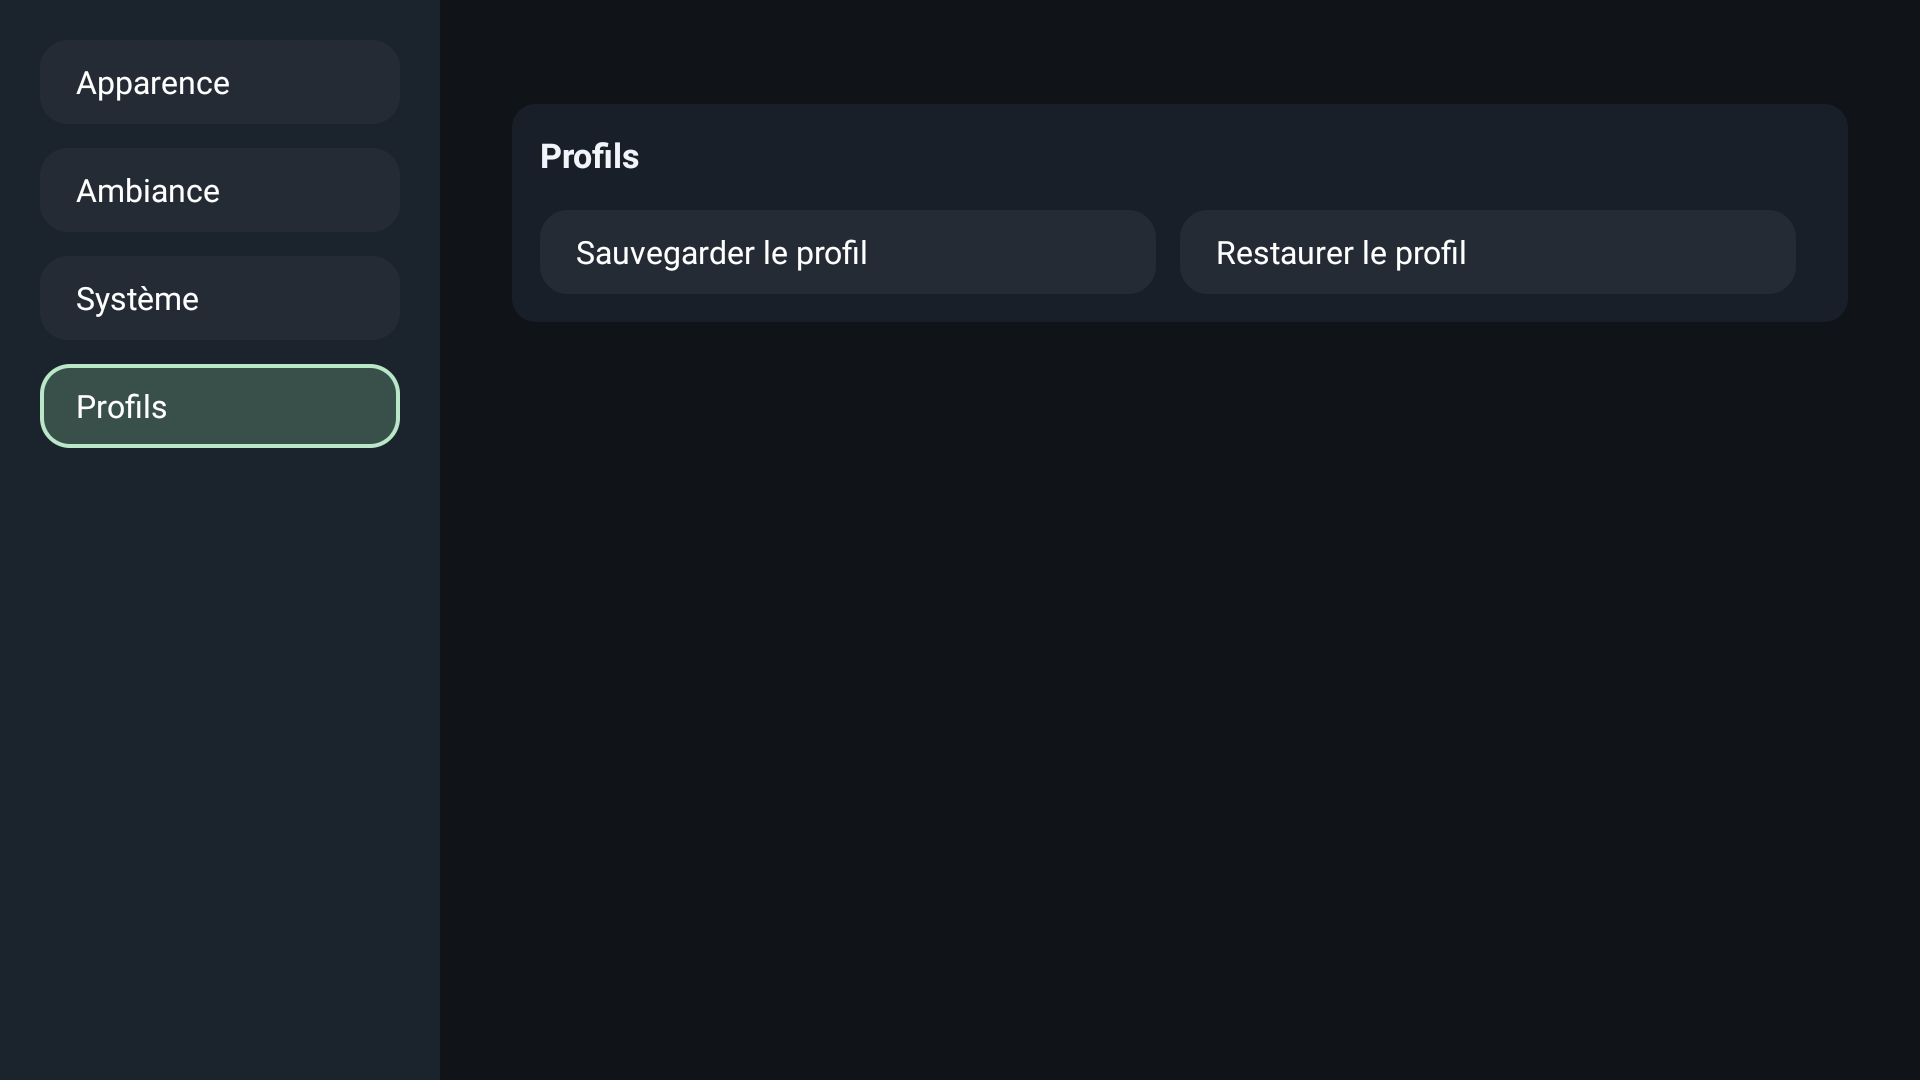 Apparence
Ambiance
Système
Profils
Profils
Sauvegarder le profil
Restaurer le profil